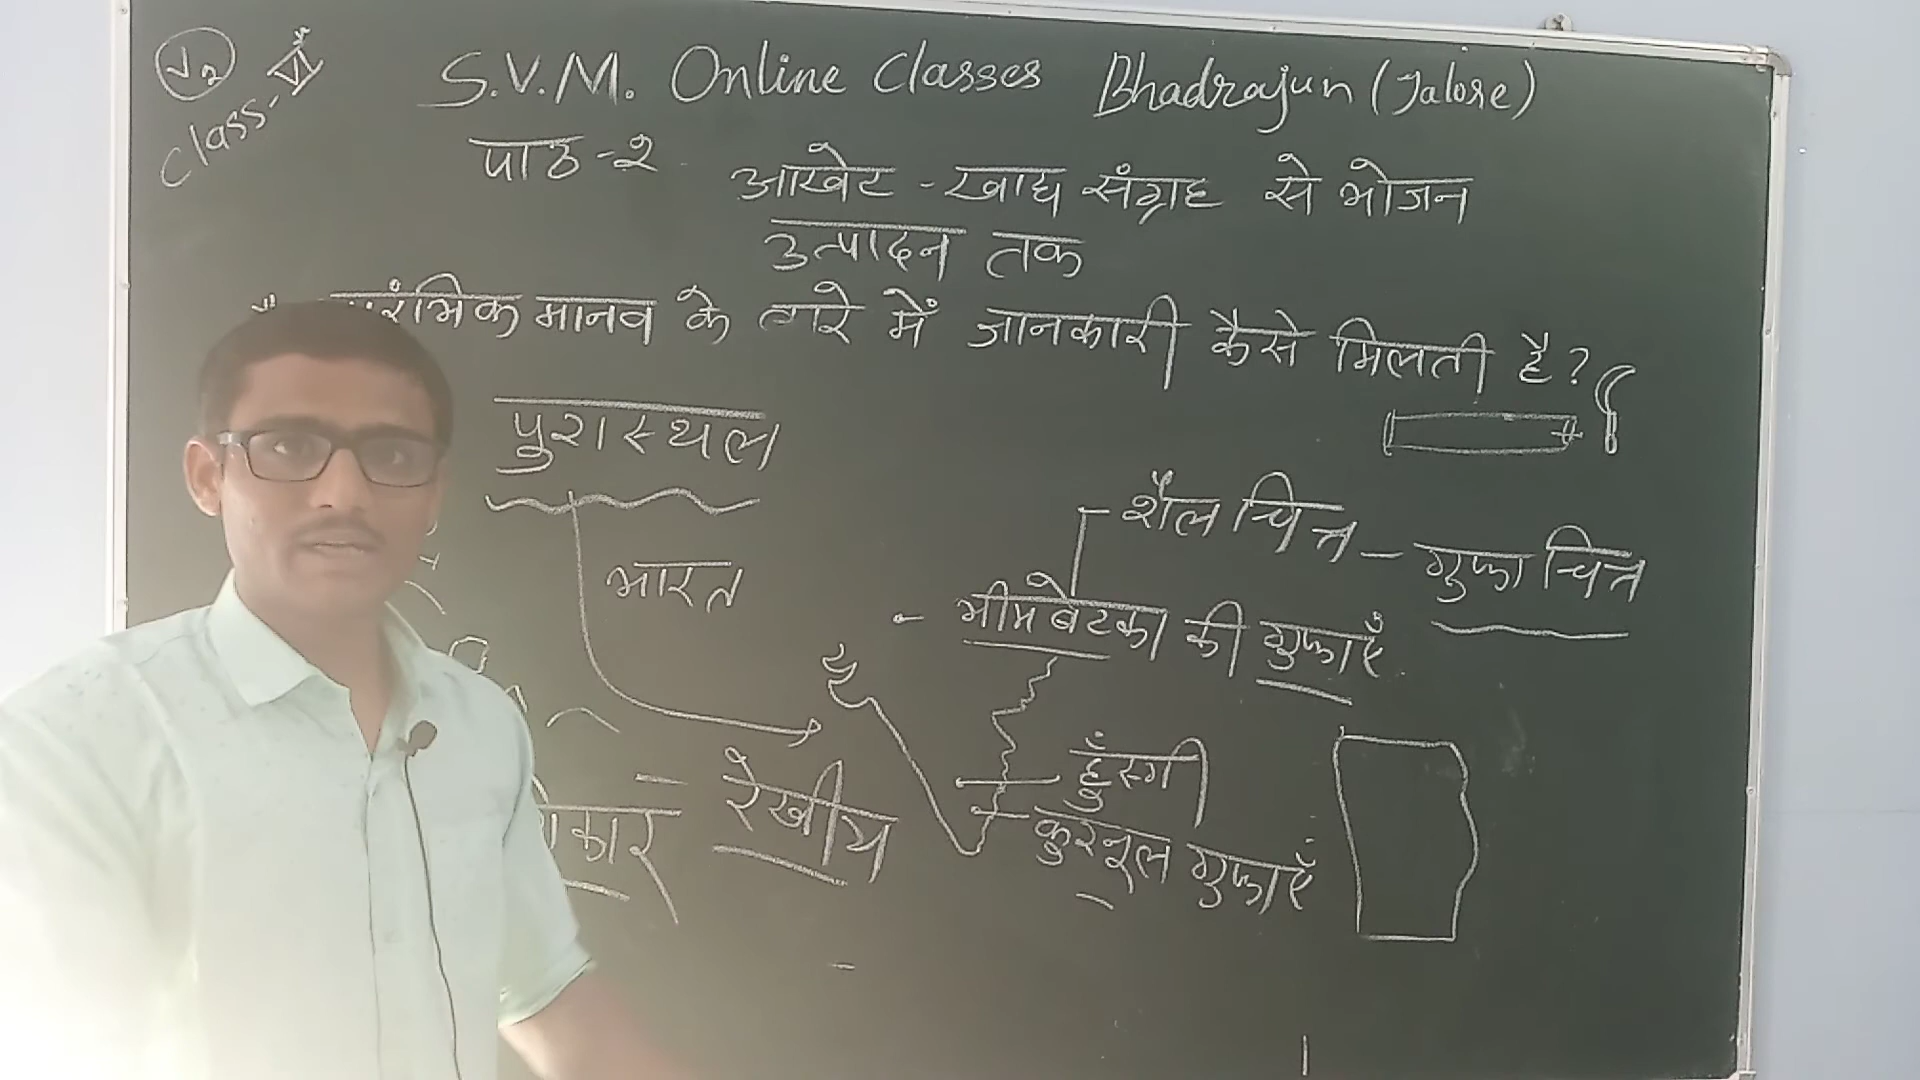 V2
Class-VI
S.V.M. Online Classes Bhadrajun (Jalore)
पाठ-2
आखेट-खाद्य संग्रह से भोजन
उत्पादन तक
मानव के बारे में जानकारी कैसे मिलती है?
पुरास्थल
भारत
शैल चित्र - गुफा चित्र
- भीमबेटका की गुफाएँ
हुँस्गी
रेखीय
कुरनूल गुफाएँ